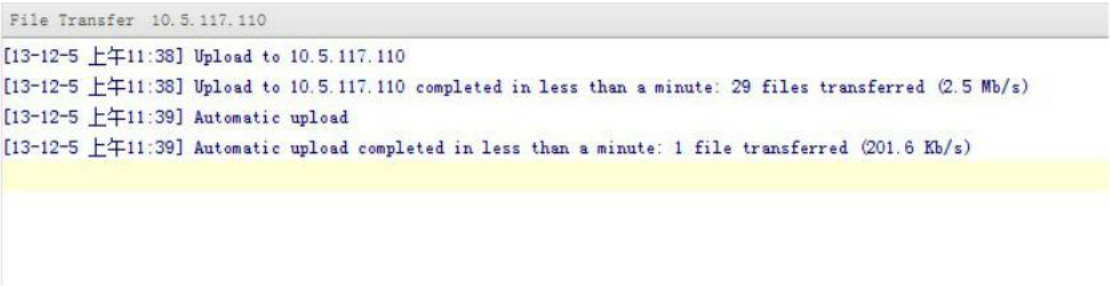 File Transfer 10.5.117.110
[13-12-5 上午11:38] Upload to 10.5.117.110
[13-12-5 上午11:38] Upload to 10.5.117.110 completed in less than a minute: 29 files transferred (2.5 Mb/s)
[13-12-5 上午11:39] Automatic upload
[13-12-5 上午11:39] Automatic upload completed in less than a minute: 1 file transferred (201.6 Kb/s)